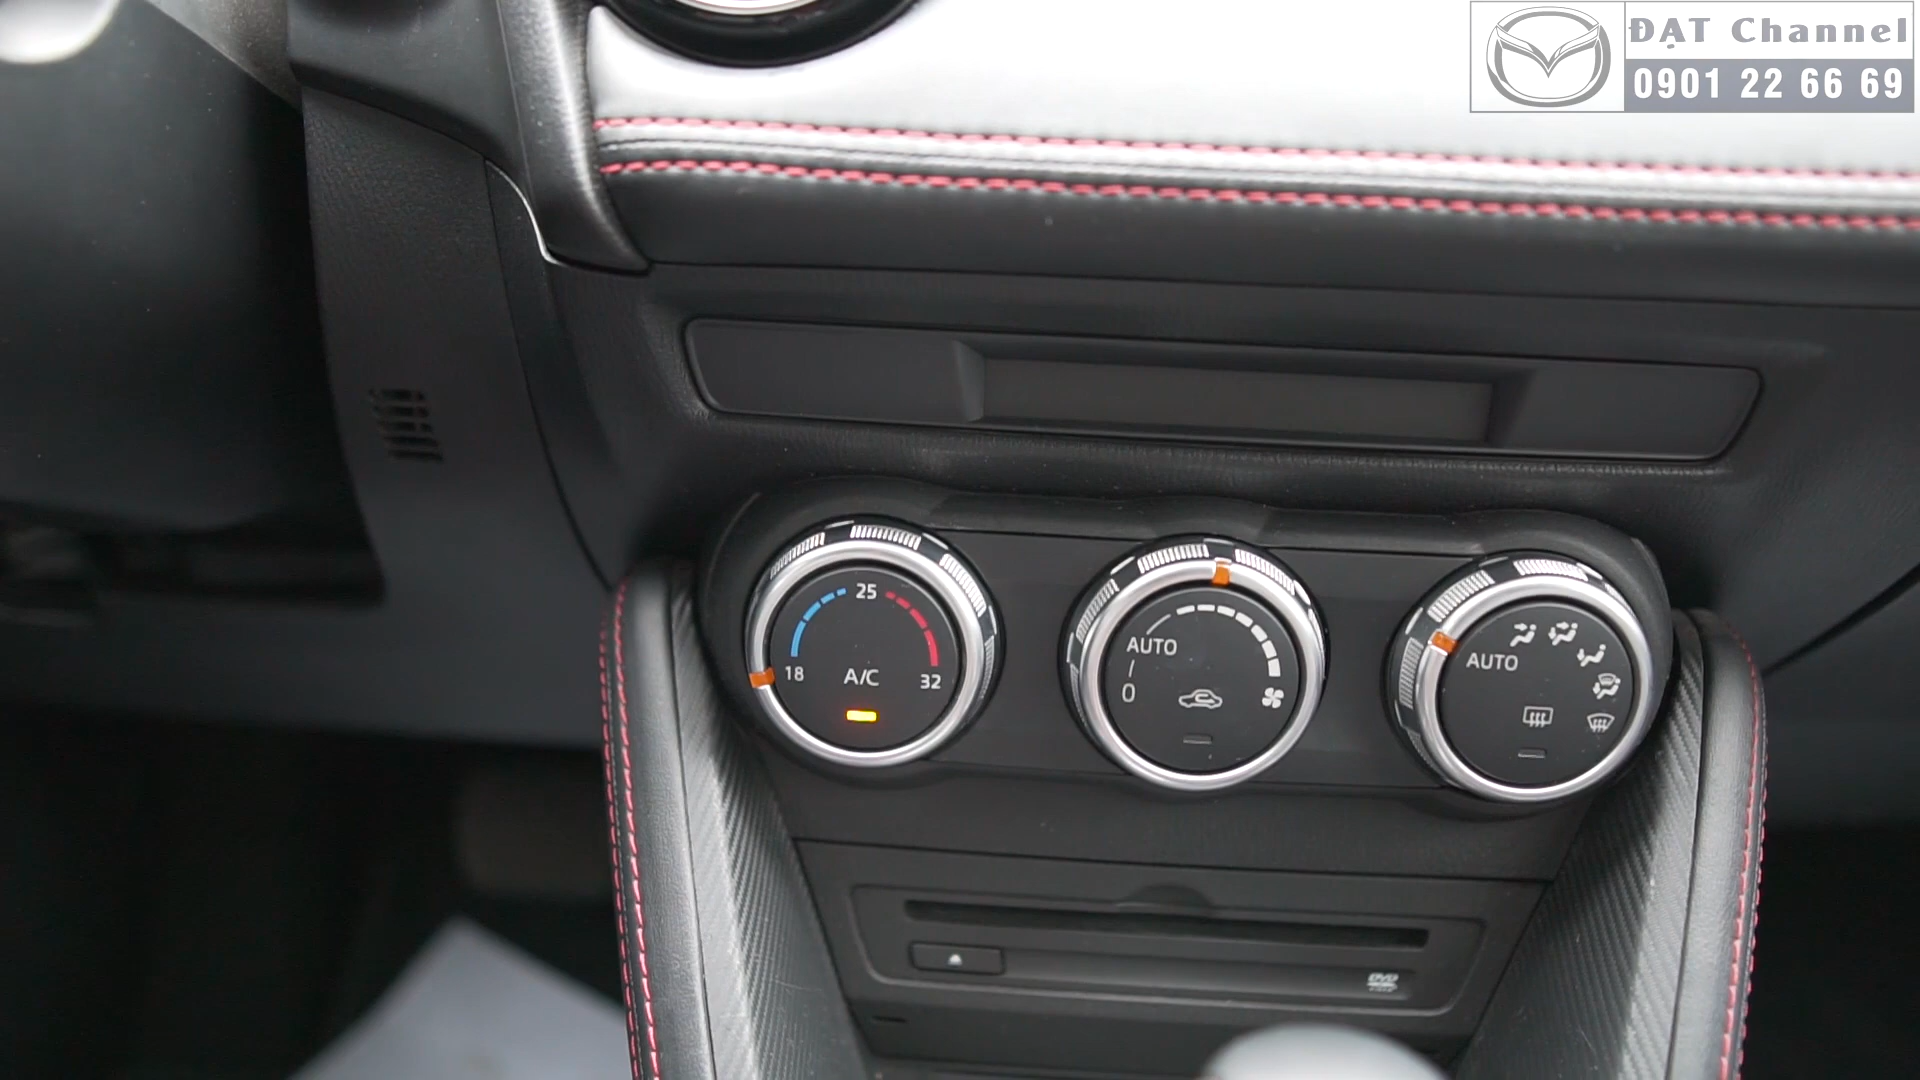 ĐẠT Channel
0901 22 66 69
25
18
A/C
32
AUTO
0
AUTO
DVD